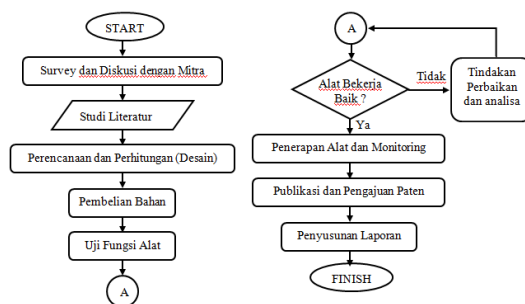 START
Survey dan Diskusi dengan Mitra
Studi Literatur
Perencanaan dan Perhitungan (Desain)
Pembelian Bahan
Uji Fungsi Alat
A
A
Alat Bekerja
Baik ?
Tidak
Tindakan
Perbaikan
dan analisa
Ya
Penerapan Alat dan Monitoring
Publikasi dan Pengajuan Paten
Penyusunan Laporan
FINISH